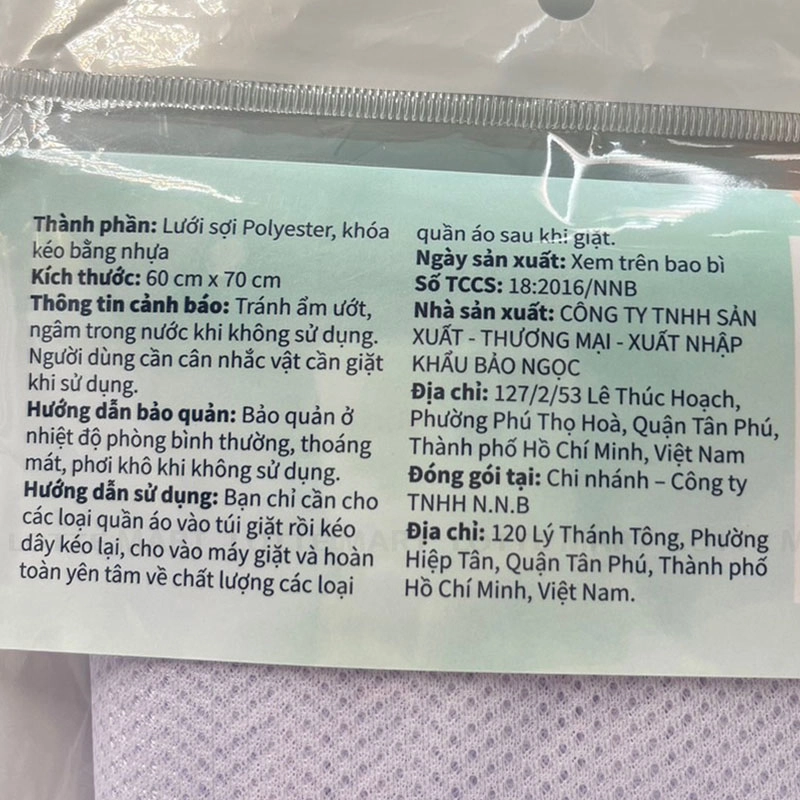 Thành phần: Lưới sợi Polyester, khóa
kéo bằng nhựa
Kích thước: 60 cm x 70 cm
Thông tin cảnh báo: Tránh ẩm ướt,
ngâm trong nước khi không sử dụng.
Người dùng cần cân nhắc vật cần giặt
khi sử dụng.
Hướng dẫn bảo quản: Bảo quản ở
nhiệt độ phòng bình thường, thoáng
mát, phơi khô khi không sử dụng.
Hướng dẫn sử dụng: Bạn chỉ cần cho
các loại quần áo vào túi giặt rồi kéo
dây kéo lại, cho vào máy giặt và hoàn
toàn yên tâm về chất lượng các loại
quần áo sau khi giặt.
Ngày sản xuất: Xem trên bao bì
Số TCCS: 18:2016/NNB
Nhà sản xuất: CÔNG TY TNHH SẢN
XUẤT - THƯƠNG MẠI - XUẤT NHẬP
KHẨU BẢO NGỌC
Địa chỉ: 127/2/53 Lê Thúc Hoạch,
Phường Phú Thọ Hoà, Quận Tân Phú,
Thành phố Hồ Chí Minh, Việt Nam
Đóng gói tại: Chi nhánh – Công ty
TNHH N.N.B
Địa chỉ: 120 Lý Thánh Tông, Phường
Hiệp Tân, Quận Tân Phú, Thành phố
Hồ Chí Minh, Việt Nam.